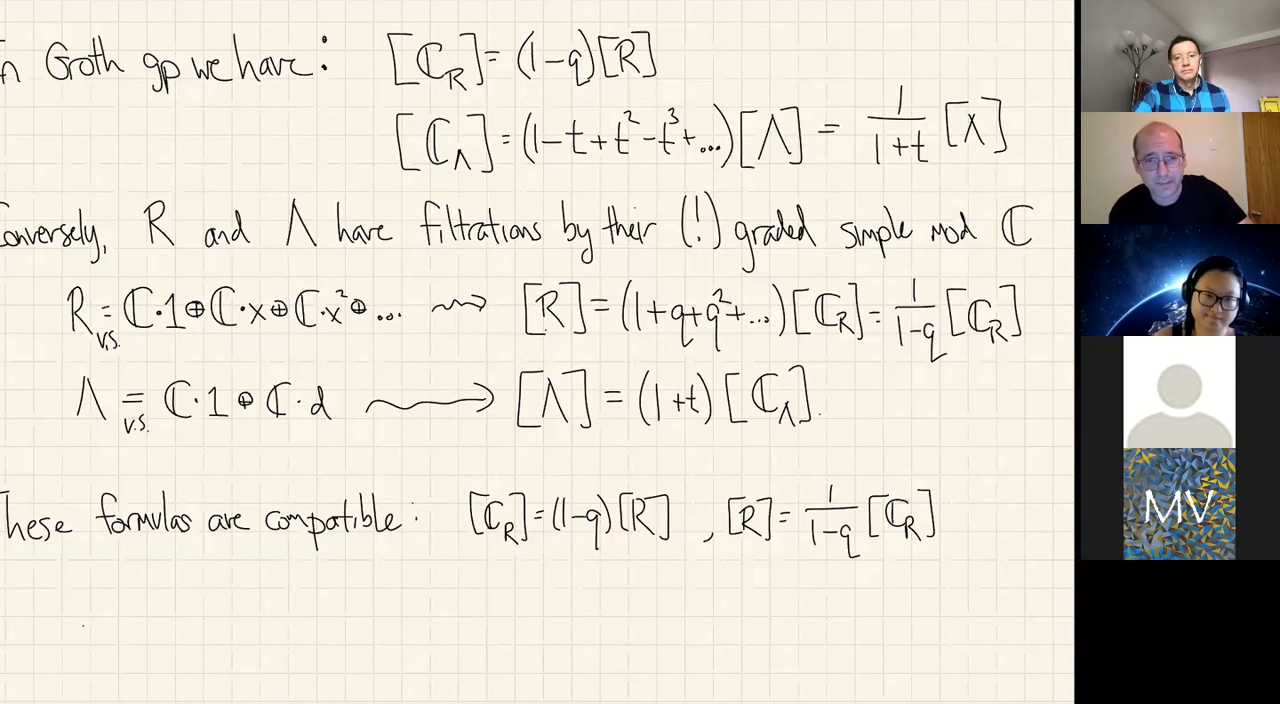 n Groth gp we have: [ℂ_R] = (1-q)[R]
[ℂ_Λ] = (1-t+t²-t³+...)[Λ] = 1/(1+t) [Λ]
onversely, R and Λ have filtrations by their (!) graded simple mod ℂ
R =_{v.s.} ℂ·1⊕ℂ·x⊕ℂ·x²⊕... ⇝ [R] = (1+q+q²+...)[ℂ_R] = 1/(1-q) [ℂ_R]
Λ =_{v.s.} ℂ·1⊕ℂ·d ⇝ [Λ] = (1+t)[ℂ_Λ].
These formulas are compatible: [ℂ_R] = (1-q)[R], [R] = 1/(1-q) [ℂ_R]
MV